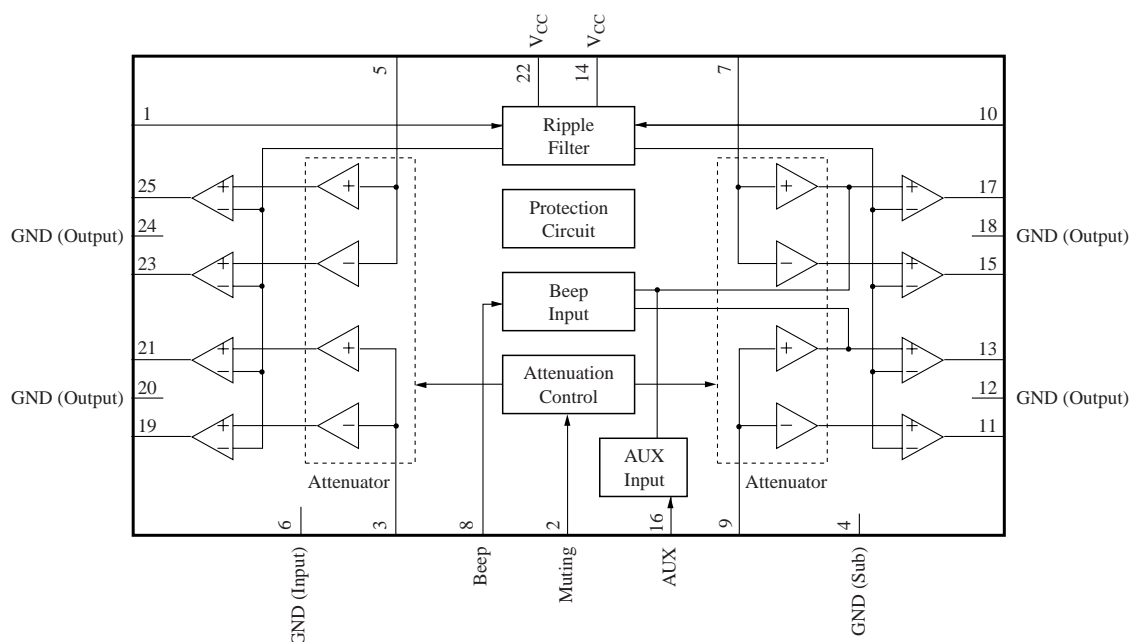 VCC
VCC
5
22
14
7
1
Ripple
Filter
10
25
+
−
+
+
+
−
17
24
GND (Output)
Protection
Circuit
18
GND (Output)
23
+
−
−
−
+
−
15
Beep
Input
21
+
−
+
+
+
−
13
20
GND (Output)
Attenuation
Control
12
GND (Output)
19
+
−
−
−
+
−
11
Attenuator
AUX
Input
Attenuator
6
3
8
2
16
9
4
GND (Input)
Beep
Muting
AUX
GND (Sub)